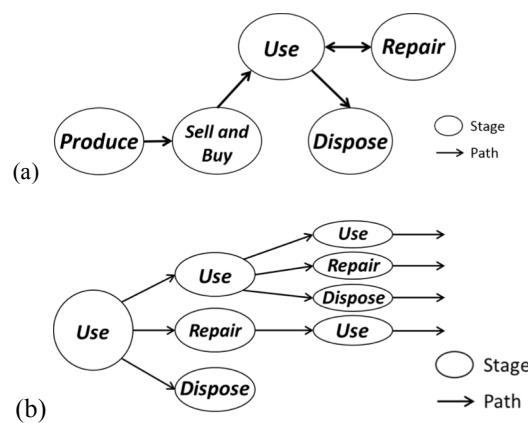 Use
Repair
Produce
Sell and
Buy
Dispose
Stage
Path
(a)
Use
Use
Repair
Dispose
Use
Repair
Dispose
Use
Stage
Path
(b)